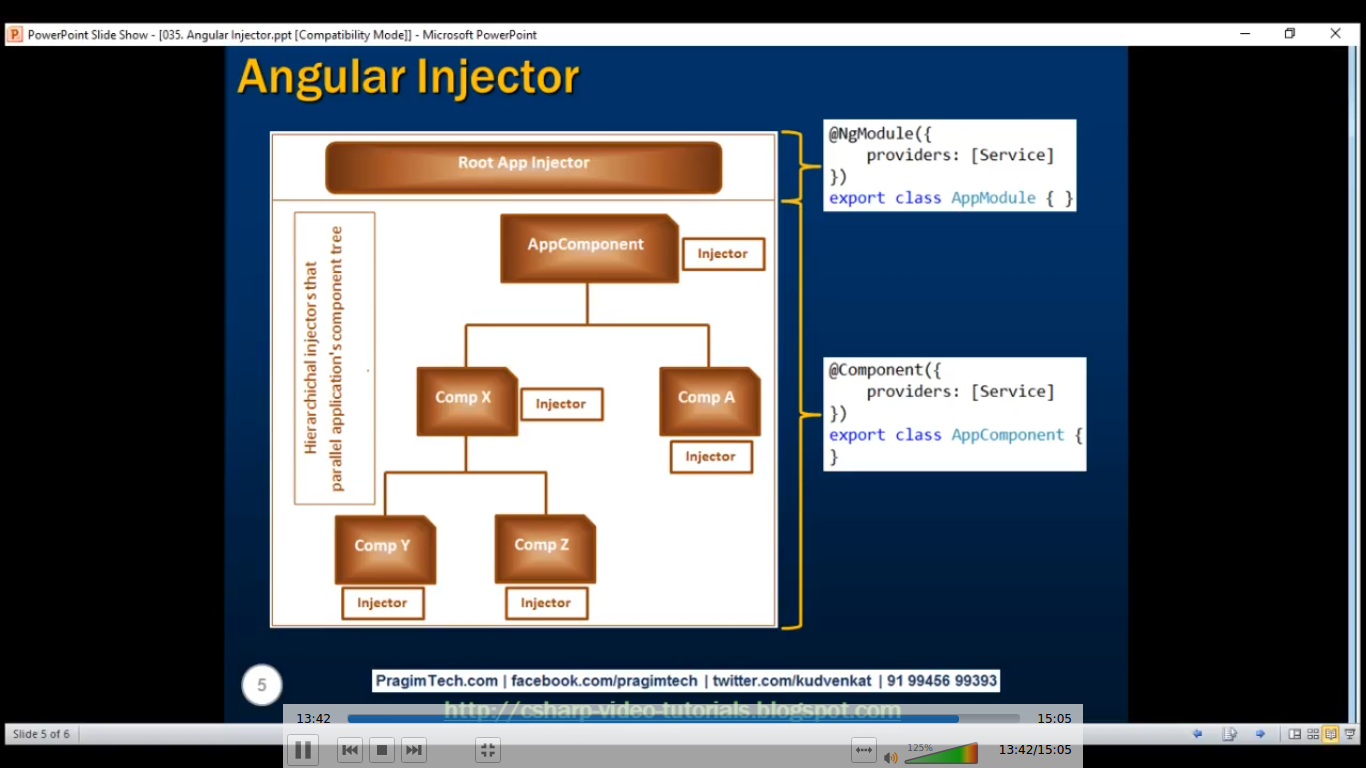 PowerPoint Slide Show - [035. Angular Injector.ppt [Compatibility Mode]] - Microsoft PowerPoint
Angular Injector
Root App Injector
@NgModule({
providers: [Service]
})
export class AppModule { }
Hierarchichal injectors that
parallel application's component tree
AppComponent
Injector
Comp X
Injector
Comp A
Injector
Comp Y
Injector
Comp Z
Injector
@Component({
providers: [Service]
})
export class AppComponent {
}
5
PragimTech.com | facebook.com/pragimtech | twitter.com/kudvenkat | 91 99456 99393
http://csharp-video-tutorials.blogspot.com
13:42
15:05
Slide 5 of 6
125%
13:42/15:05